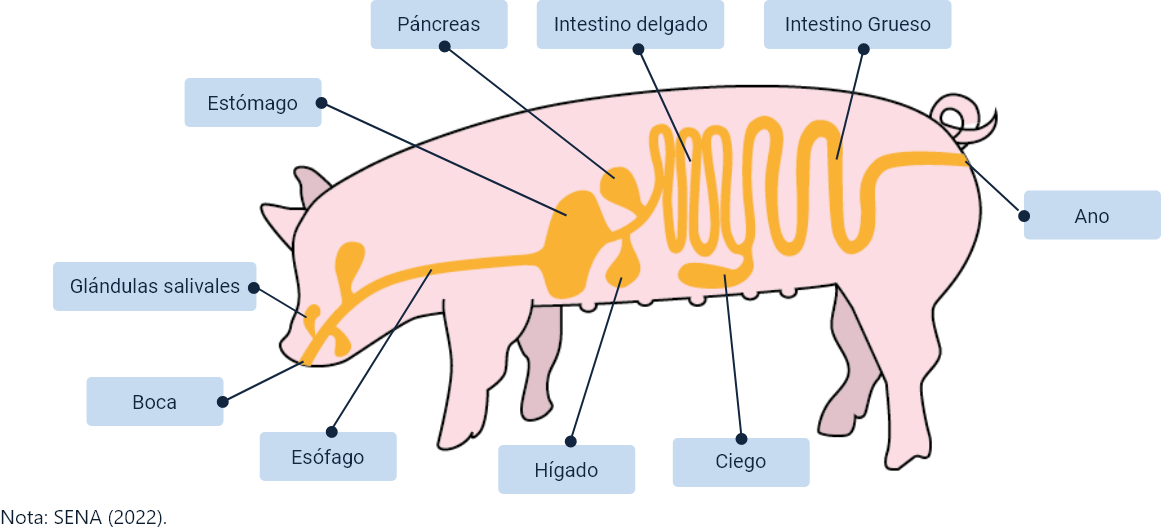 Páncreas
Intestino delgado
Intestino Grueso
Estómago
Ano
Glándulas salivales
Boca
Esófago
Hígado
Ciego
Nota: SENA (2022).